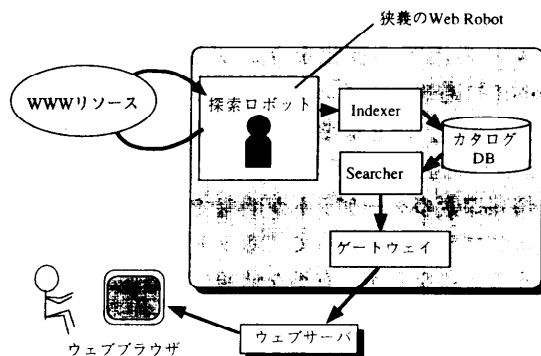 狭義のWeb Robot
WWWリソース
探索ロボット
Indexer
カタログ
DB
Searcher
ゲートウェイ
ウェブサーバ
ウェブブラウザ